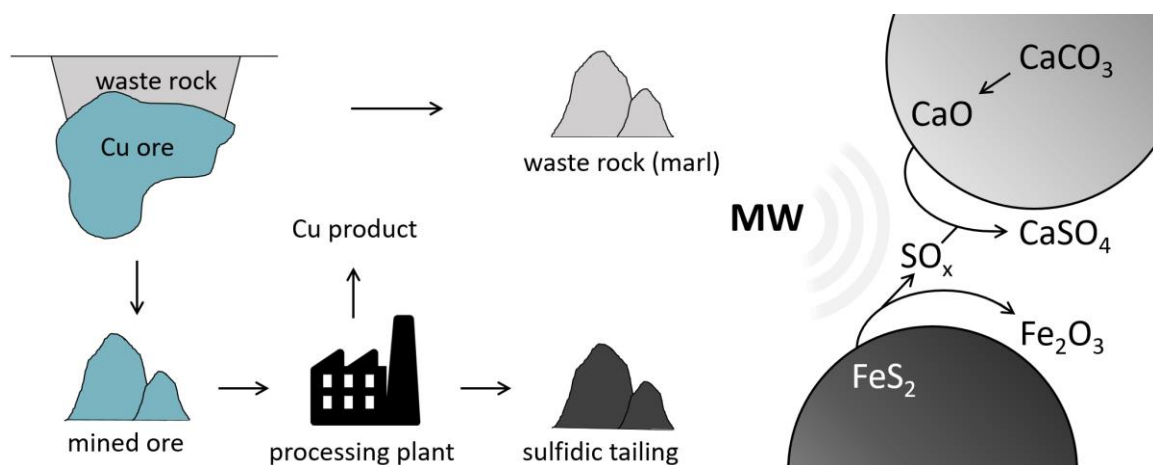 waste rock
Cu ore
waste rock (marl)
Cu product
mined ore
processing plant
sulfidic tailing
MW
CaCO₃
CaO
CaSO₄
SOₓ
Fe₂O₃
FeS₂